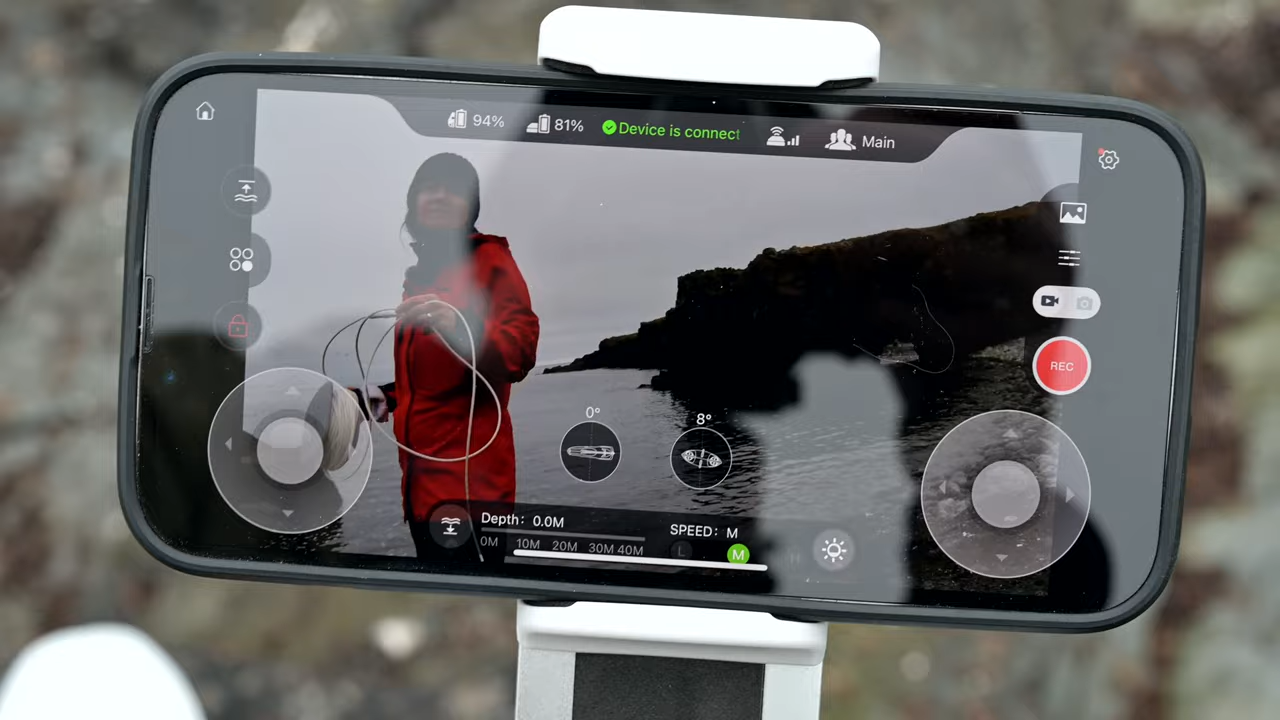 94%
81%
Device is connect
Main
REC
0°
8°
Depth: 0.0M
0M 10M 20M 30M 40M
SPEED: M
L M